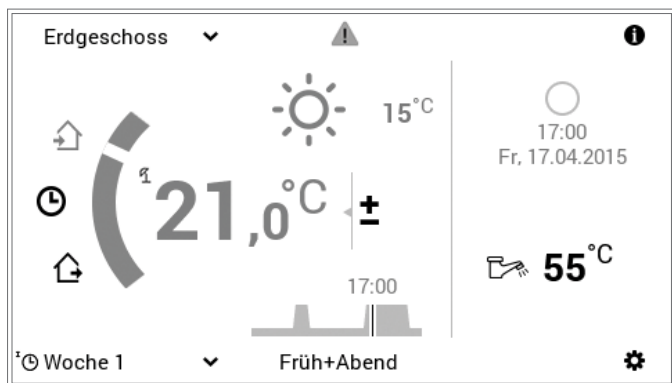 Erdgeschoss
15°C
17:00
Fr, 17.04.2015
21,0°C
±
55°C
17:00
Woche 1
Früh+Abend